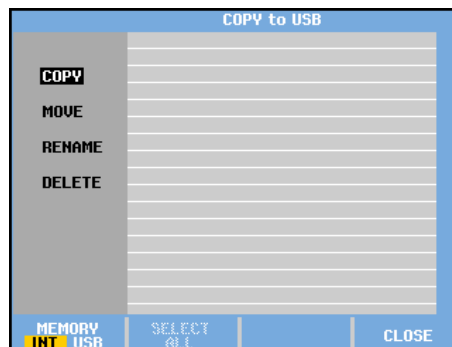 COPY to USB
COPY
MOVE
RENAME
DELETE
MEMORY
INT USB
SELECT
ALL
CLOSE